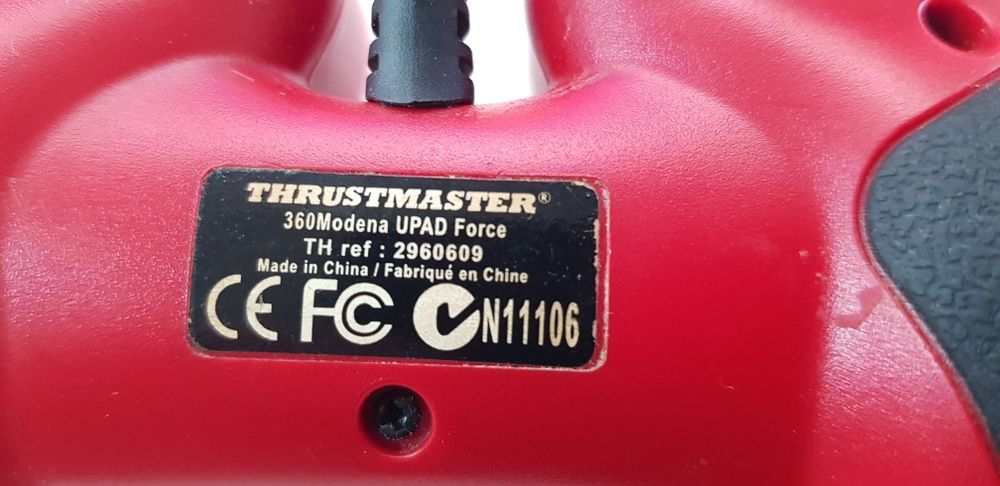 THRUSTMASTER®
360Modena UPAD Force
TH ref : 2960609
Made in China / Fabriqué en Chine
CE FC N11106